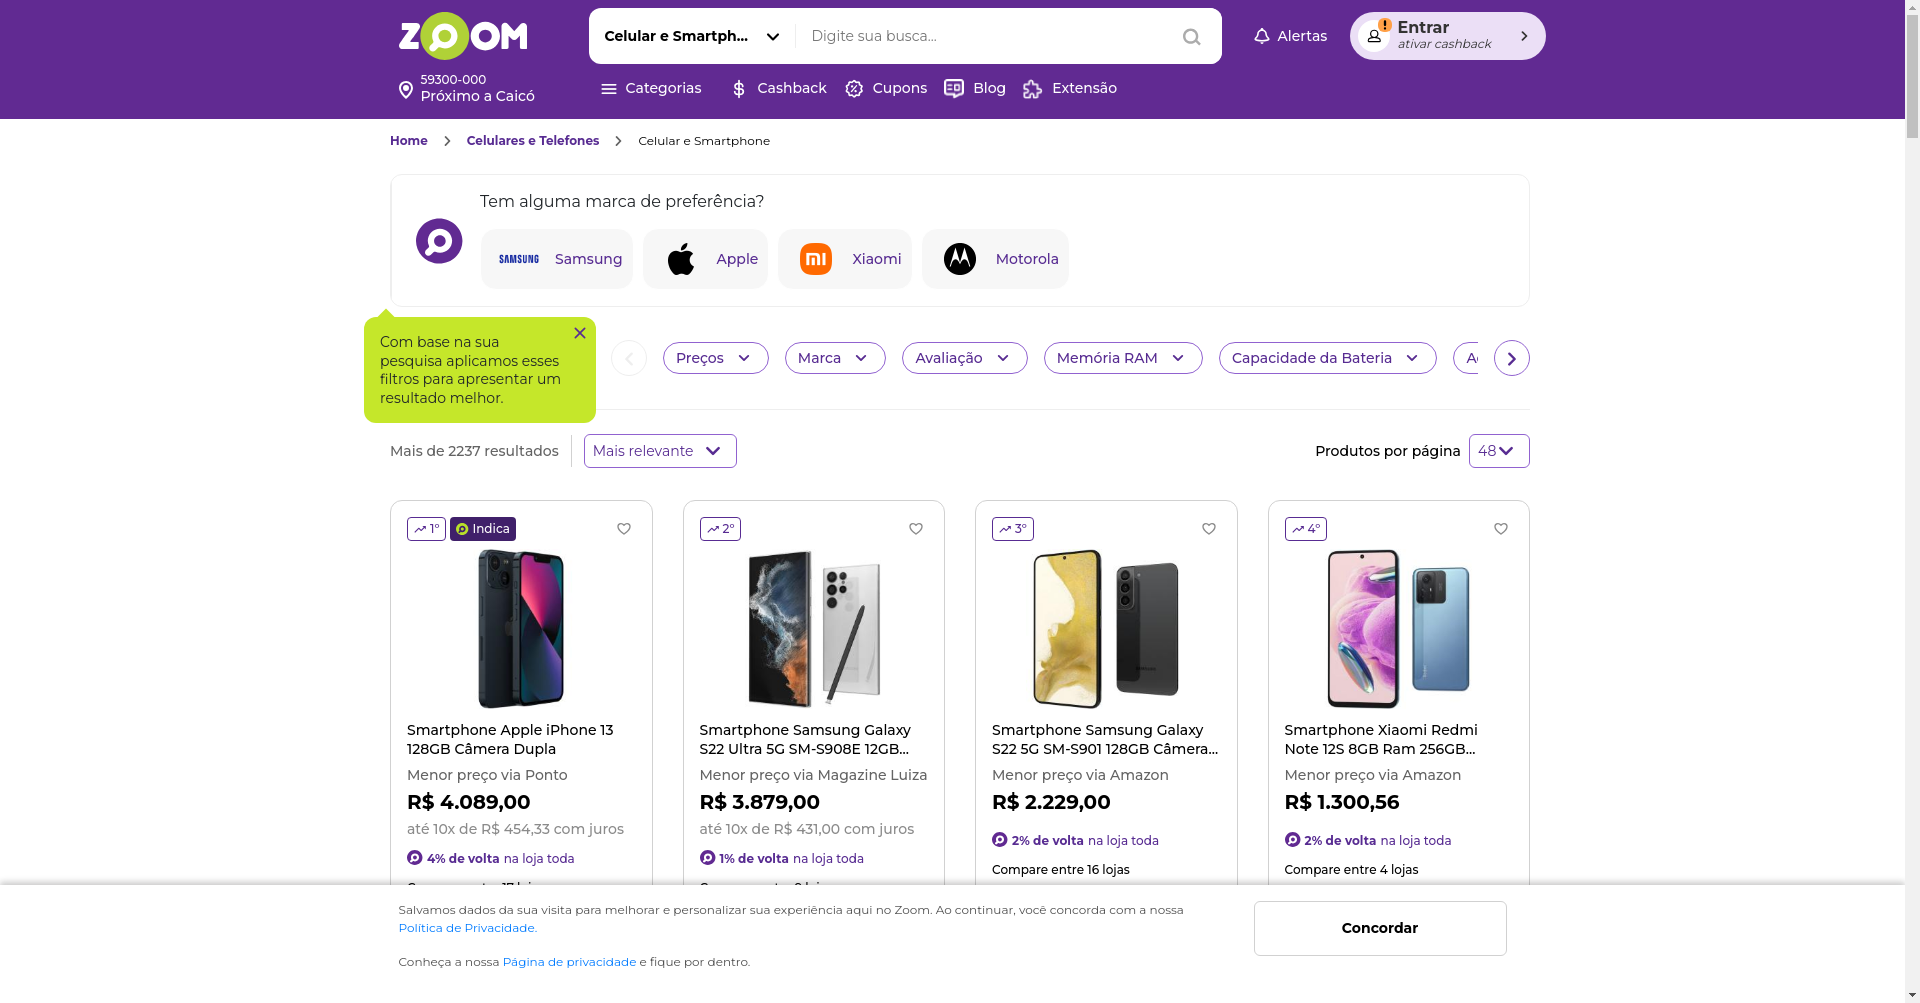 ZOOM
Celular e Smartph...
Digite sua busca...
Alertas
Entrar
ativar cashback
59300-000
Próximo a Caicó
Categorias
Cashback
Cupons
Blog
Extensão
Home
Celulares e Telefones
Celular e Smartphone
Tem alguma marca de preferência?
SAMSUNG
Samsung
Apple
Xiaomi
Motorola
Com base na sua
pesquisa aplicamos esses
filtros para apresentar um
resultado melhor.
Preços
Marca
Avaliação
Memória RAM
Capacidade da Bateria
Mais de 2237 resultados
Mais relevante
Produtos por página
48
1º
Indica
Smartphone Apple iPhone 13
128GB Câmera Dupla
Menor preço via Ponto
R$ 4.089,00
até 10x de R$ 454,33 com juros
4% de volta na loja toda
2º
Smartphone Samsung Galaxy
S22 Ultra 5G SM-S908E 12GB...
Menor preço via Magazine Luiza
R$ 3.879,00
até 10x de R$ 431,00 com juros
1% de volta na loja toda
3º
Smartphone Samsung Galaxy
S22 5G SM-S901 128GB Câmera...
Menor preço via Amazon
R$ 2.229,00
2% de volta na loja toda
Compare entre 16 lojas
4º
Smartphone Xiaomi Redmi
Note 12S 8GB Ram 256GB...
Menor preço via Amazon
R$ 1.300,56
2% de volta na loja toda
Compare entre 4 lojas
Salvamos dados da sua visita para melhorar e personalizar sua experiência aqui no Zoom. Ao continuar, você concorda com a nossa
Política de Privacidade.
Conheça a nossa Página de privacidade e fique por dentro.
Concordar